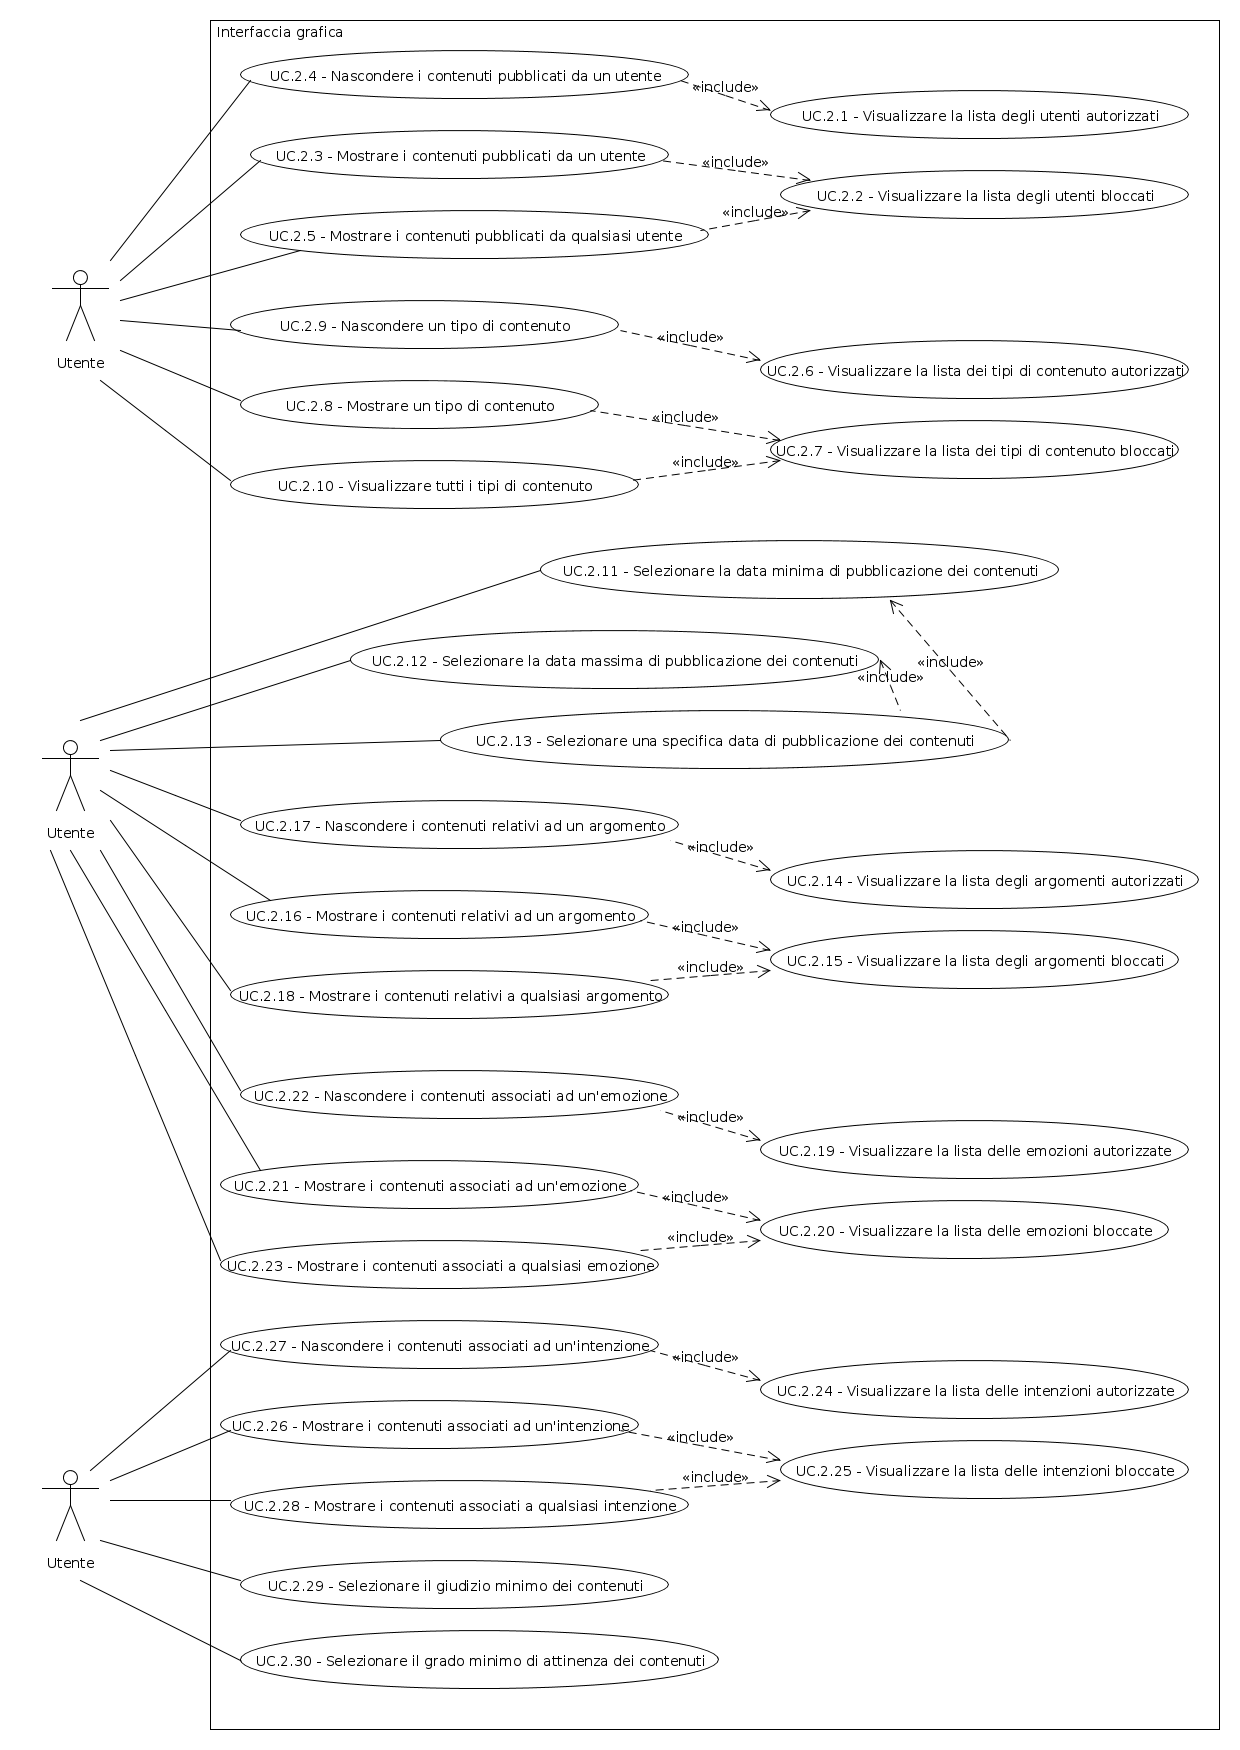 Interfaccia grafica
UC.2.4 - Nascondere i contenuti pubblicati da un utente
«include»
UC.2.1 - Visualizzare la lista degli utenti autorizzati
UC.2.3 - Mostrare i contenuti pubblicati da un utente
«include»
UC.2.2 - Visualizzare la lista degli utenti bloccati
«include»
UC.2.5 - Mostrare i contenuti pubblicati da qualsiasi utente
UC.2.9 - Nascondere un tipo di contenuto
«include»
Utente
UC.2.6 - Visualizzare la lista dei tipi di contenuto autorizzati
UC.2.8 - Mostrare un tipo di contenuto
«include»
UC.2.7 - Visualizzare la lista dei tipi di contenuto bloccati
«include»
UC.2.10 - Visualizzare tutti i tipi di contenuto
UC.2.11 - Selezionare la data minima di pubblicazione dei contenuti
UC.2.12 - Selezionare la data massima di pubblicazione dei contenuti
«include»
«include»
UC.2.13 - Selezionare una specifica data di pubblicazione dei contenuti
UC.2.17 - Nascondere i contenuti relativi ad un argomento
Utente
«include»
UC.2.14 - Visualizzare la lista degli argomenti autorizzati
UC.2.16 - Mostrare i contenuti relativi ad un argomento
«include»
UC.2.15 - Visualizzare la lista degli argomenti bloccati
«include»
UC.2.18 - Mostrare i contenuti relativi a qualsiasi argomento
UC.2.22 - Nascondere i contenuti associati ad un'emozione
«include»
UC.2.19 - Visualizzare la lista delle emozioni autorizzate
UC.2.21 - Mostrare i contenuti associati ad un'emozione
«include»
UC.2.20 - Visualizzare la lista delle emozioni bloccate
«include»
UC.2.23 - Mostrare i contenuti associati a qualsiasi emozione
UC.2.27 - Nascondere i contenuti associati ad un'intenzione
«include»
UC.2.24 - Visualizzare la lista delle intenzioni autorizzate
UC.2.26 - Mostrare i contenuti associati ad un'intenzione
«include»
UC.2.25 - Visualizzare la lista delle intenzioni bloccate
«include»
UC.2.28 - Mostrare i contenuti associati a qualsiasi intenzione
Utente
UC.2.29 - Selezionare il giudizio minimo dei contenuti
UC.2.30 - Selezionare il grado minimo di attinenza dei contenuti